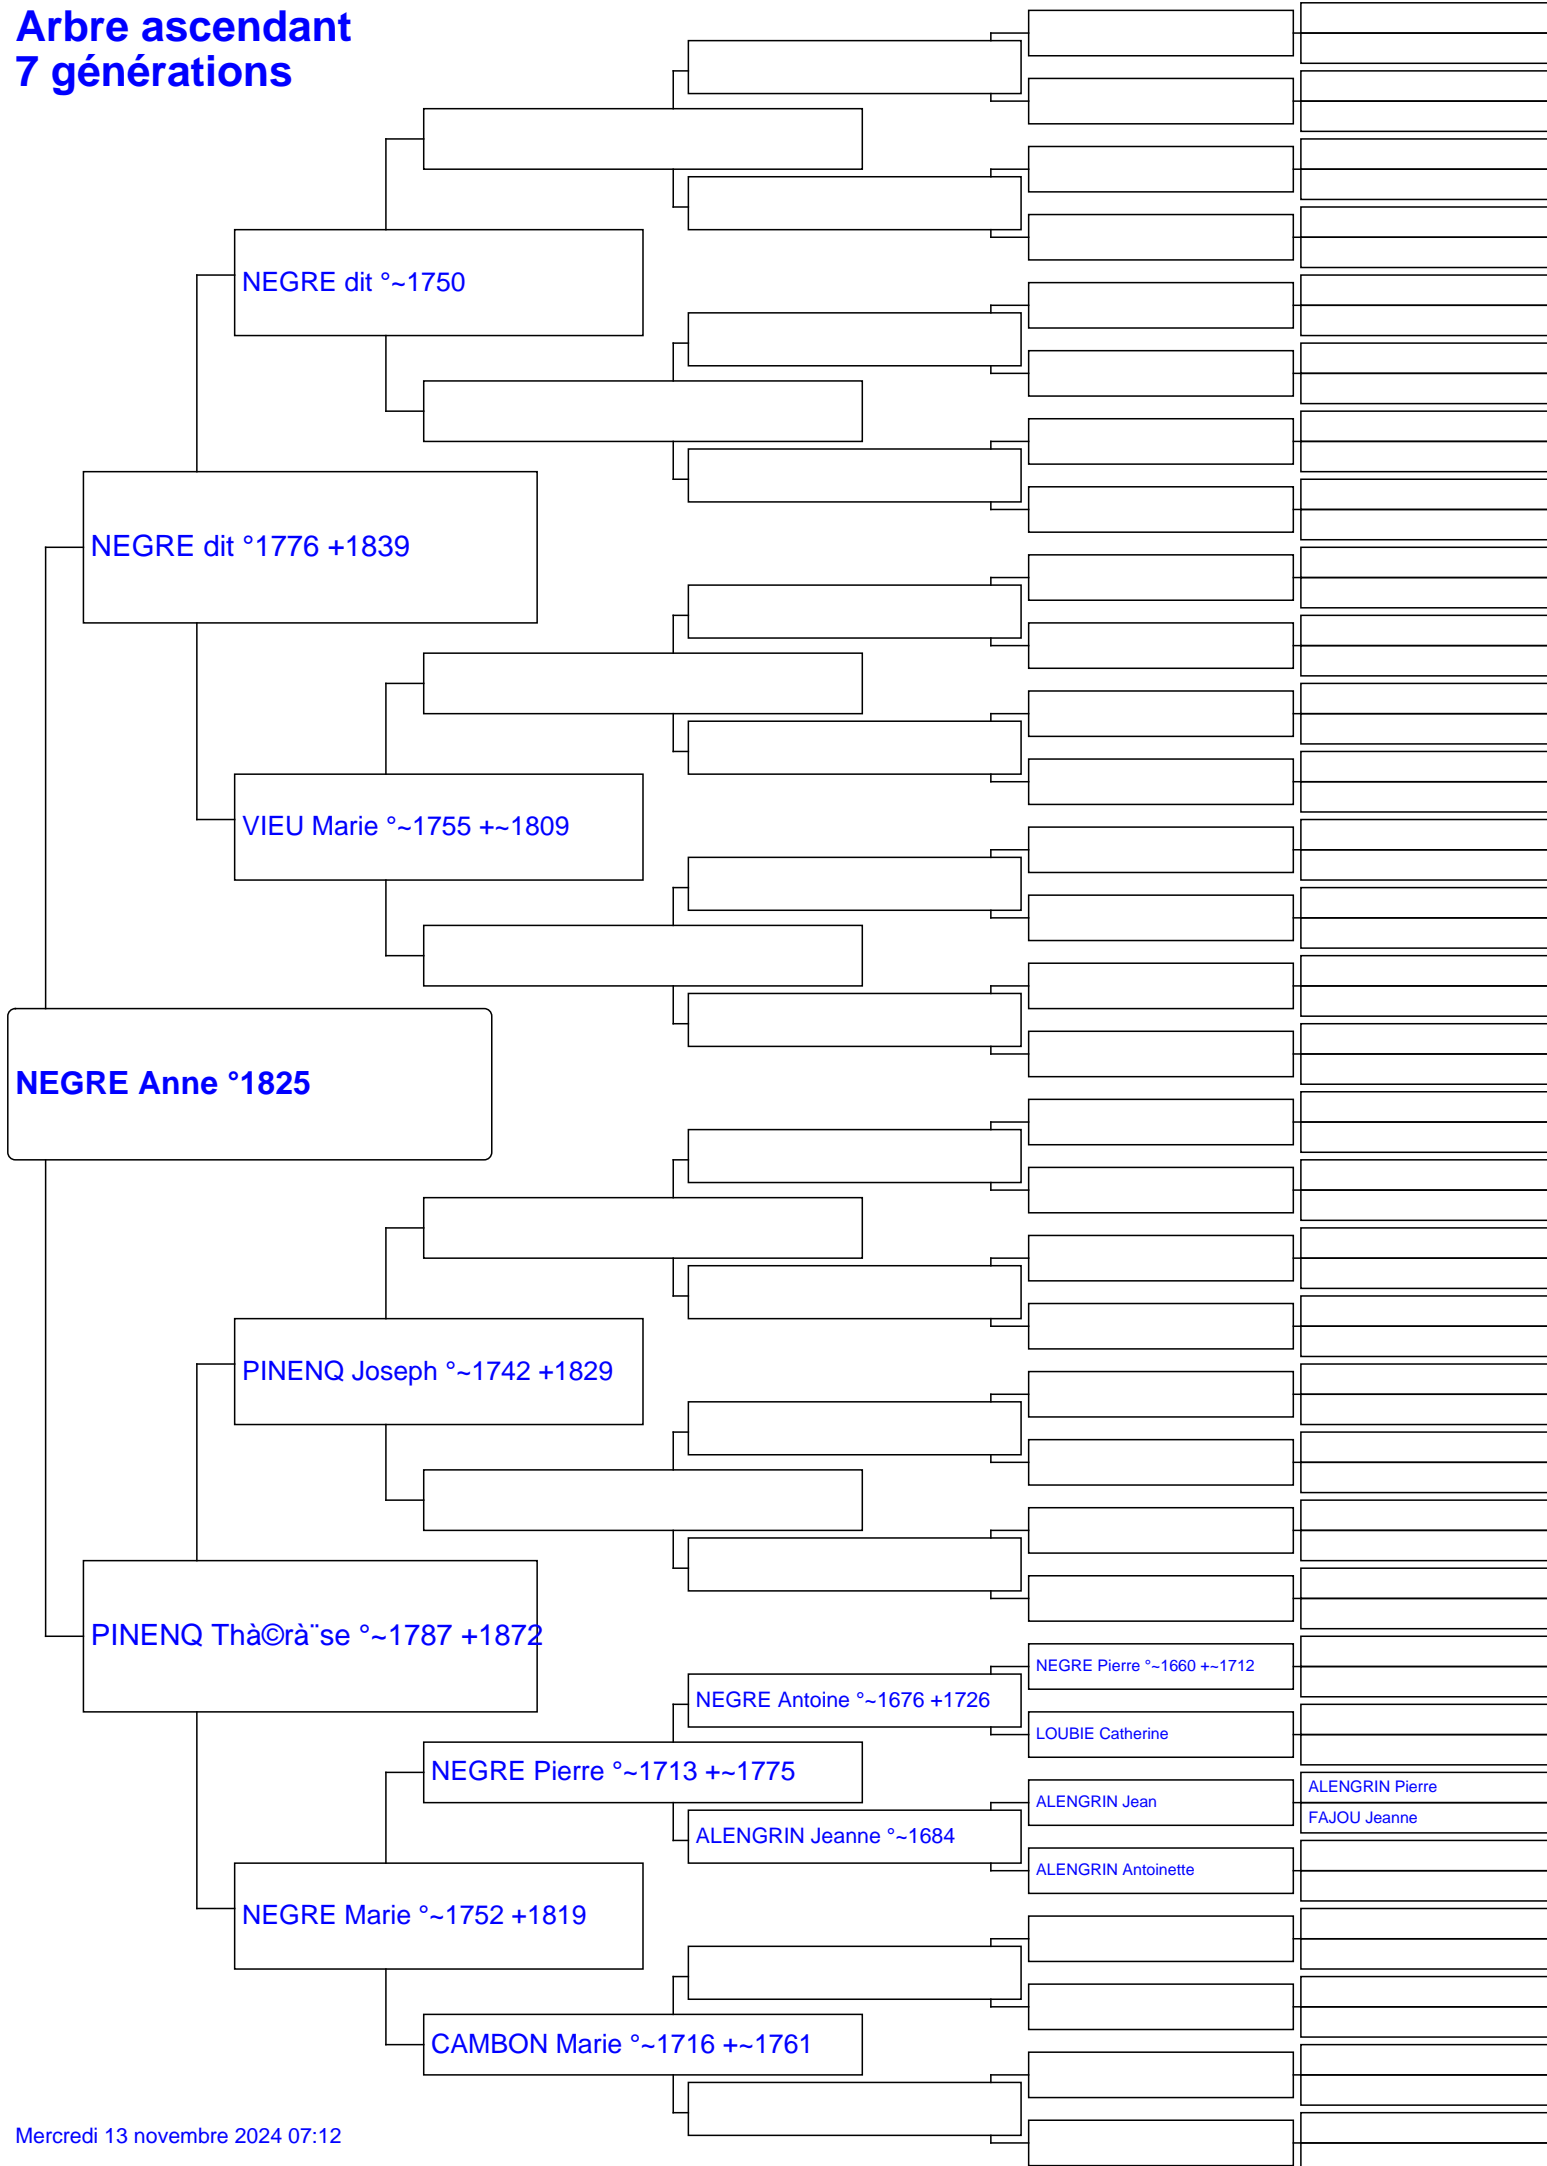 Arbre ascendant
7 générations
NEGRE dit °~1750
NEGRE dit °1776 +1839
VIEU Marie °~1755 +~1809
NEGRE Anne °1825
PINENQ Joseph °~1742 +1829
PINENQ Thà©rà¨se °~1787 +1872
NEGRE Pierre °~1660 +~1712
NEGRE Antoine °~1676 +1726
LOUBIE Catherine
NEGRE Pierre °~1713 +~1775
ALENGRIN Pierre
ALENGRIN Jean
FAJOU Jeanne
ALENGRIN Jeanne °~1684
ALENGRIN Antoinette
NEGRE Marie °~1752 +1819
CAMBON Marie °~1716 +~1761
Mercredi 13 novembre 2024 07:12